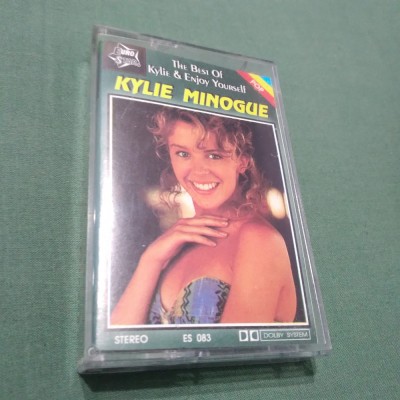 The Best Of
Kylie & Enjoy Yourself
KYLIE MINOGUE
STEREO ES 083 DOLBY SYSTEM